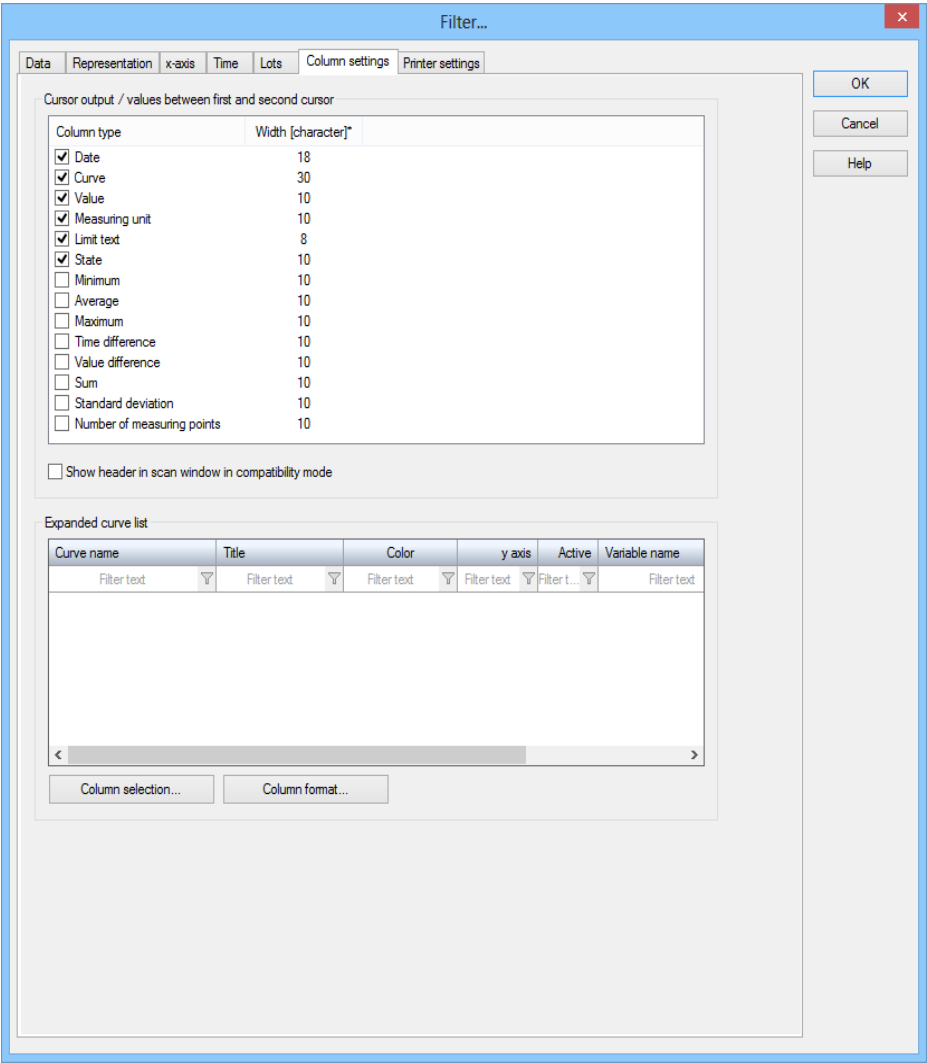 Filter...
Data Representation x-axis Time Lots Column settings Printer settings
OK
Cancel
Help
Cursor output / values between first and second cursor
Column type Width [character]*
Date 18
Curve 30
Value 10
Measuring unit 10
Limit text 8
State 10
Minimum 10
Average 10
Maximum 10
Time difference 10
Value difference 10
Sum 10
Standard deviation 10
Number of measuring points 10
Show header in scan window in compatibility mode
Expanded curve list
Curve name Title Color y axis Active Variable name
Filter text Filter text Filter text Filter text Filter t... Filter text
Column selection... Column format...